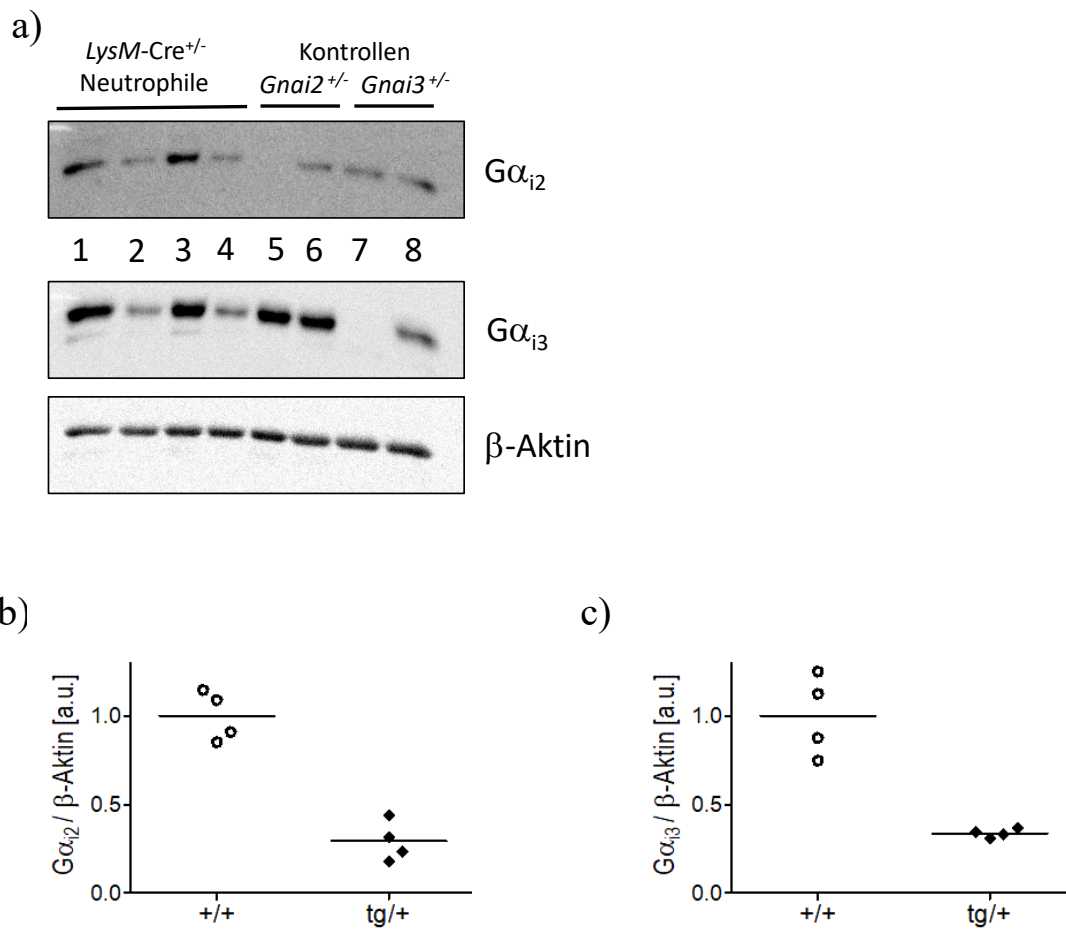 a)
LysM-Cre+/- Kontrollen
Neutrophile Gnai2 +/- Gnai3 +/-
Gαi2
1 2 3 4 5 6 7 8
Gαi3
β-Aktin
b)
c)
Gαi2 / β-Aktin [a.u.]
1.0
0.5
0.0
+/+ tg/+
Gαi3 / β-Aktin [a.u.]
1.0
0.5
0.0
+/+ tg/+